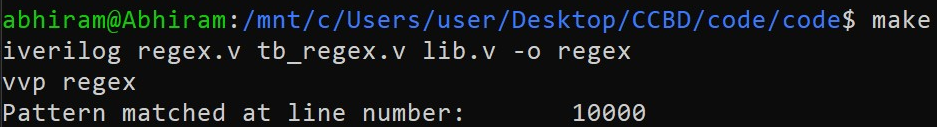 abhiram@Abhiram:/mnt/c/Users/user/Desktop/CCBD/code/code$ make
iverilog regex.v tb_regex.v lib.v -o regex
vvp regex
Pattern matched at line number:       10000